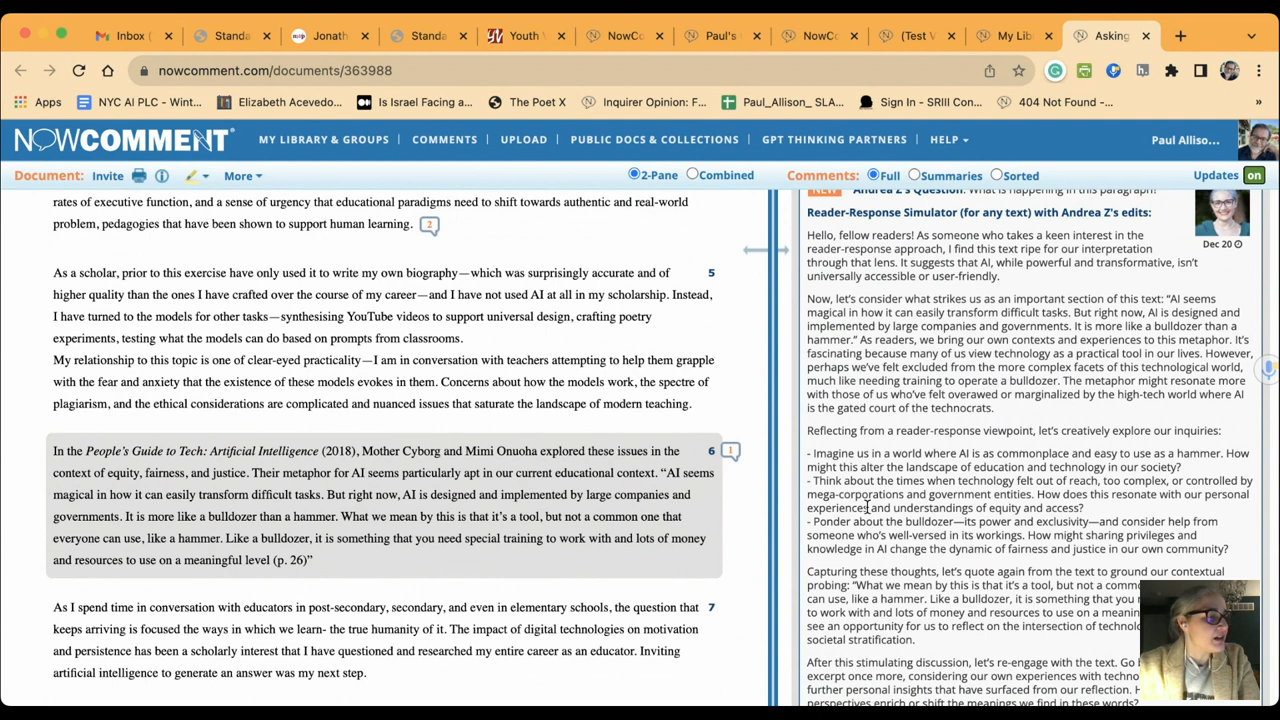 Inbox (
Standa
Jonath
Standa
Youth
NowCo
Paul's
NowCo
(Test V
My Lib
Asking
nowcomment.com/documents/363988
Apps
NYC AI PLC - Wint...
Elizabeth Acevedo...
Is Israel Facing a...
The Poet X
Inquirer Opinion: F...
Paul_Allison_ SLA...
Sign In - SRIII Con...
404 Not Found -...
»
NOWCOMMENT®
MY LIBRARY & GROUPS
COMMENTS
UPLOAD
PUBLIC DOCS & COLLECTIONS
GPT THINKING PARTNERS
HELP
Paul Alliso...
Document:
Invite
More
2-Pane
Combined
Comments:
Full
Summaries
Sorted
Updates
on
rates of executive function, and a sense of urgency that educational paradigms need to shift towards authentic and real-world
problem, pedagogies that have been shown to support human learning.
2
As a scholar, prior to this exercise have only used it to write my own biography—which was surprisingly accurate and of
5
higher quality than the ones I have crafted over the course of my career—and I have not used AI at all in my scholarship. Instead,
I have turned to the models for other tasks—synthesising YouTube videos to support universal design, crafting poetry
experiments, testing what the models can do based on prompts from classrooms.
My relationship to this topic is one of clear-eyed practicality—I am in conversation with teachers attempting to help them grapple
with the fear and anxiety that the existence of these models evokes in them. Concerns about how the models work, the spectre of
plagiarism, and the ethical considerations are complicated and nuanced issues that saturate the landscape of modern teaching.
In the People's Guide to Tech: Artificial Intelligence (2018), Mother Cyborg and Mimi Onuoha explored these issues in the
6
1
context of equity, fairness, and justice. Their metaphor for AI seems particularly apt in our current educational context. “AI seems
magical in how it can easily transform difficult tasks. But right now, AI is designed and implemented by large companies and
governments. It is more like a bulldozer than a hammer. What we mean by this is that it’s a tool, but not a common one that
everyone can use, like a hammer. Like a bulldozer, it is something that you need special training to work with and lots of money
and resources to use on a meaningful level (p. 26)”
As I spend time in conversation with educators in post-secondary, secondary, and even in elementary schools, the question that
7
keeps arriving is focused the ways in which we learn- the true humanity of it. The impact of digital technologies on motivation
and persistence has been a scholarly interest that I have questioned and researched my entire career as an educator. Inviting
artificial intelligence to generate an answer was my next step.
NEW Andrea Z's Question: What is happening in this paragraph?
Reader-Response Simulator (for any text) with Andrea Z's edits:
Dec 20
Hello, fellow readers! As someone who takes a keen interest in the
reader-response approach, I find this text ripe for our interpretation
through that lens. It suggests that AI, while powerful and transformative, isn't
universally accessible or user-friendly.
Now, let's consider what strikes us as an important section of this text: "AI seems
magical in how it can easily transform difficult tasks. But right now, AI is designed and
implemented by large companies and governments. It is more like a bulldozer than a
hammer." As readers, we bring our own contexts and experiences to this metaphor. It's
fascinating because many of us view technology as a practical tool in our lives. However,
perhaps we've felt excluded from the more complex facets of this technological world,
much like needing training to operate a bulldozer. The metaphor might resonate more
with those of us who've felt overawed or marginalized by the high-tech world where AI
is the gated court of the technocrats.
Reflecting from a reader-response viewpoint, let's creatively explore our inquiries:
- Imagine us in a world where AI is as commonplace and easy to use as a hammer. How
might this alter the landscape of education and technology in our society?
- Think about the times when technology felt out of reach, too complex, or controlled by
mega-corporations and government entities. How does this resonate with our personal
experiences and understandings of equity and access?
- Ponder about the bulldozer—its power and exclusivity—and consider help from
someone who's well-versed in its workings. How might sharing privileges and
knowledge in AI change the dynamic of fairness and justice in our own community?
Capturing these thoughts, let's quote again from the text to ground our contextual
probing: "What we mean by this is that it's a tool, but not a commo
can use, like a hammer. Like a bulldozer, it is something that you n
to work with and lots of money and resources to use on a meanin
see an opportunity for us to reflect on the intersection of technolo
societal stratification.
After this stimulating discussion, let's re-engage with the text. Go b
excerpt once more, considering our own experiences with techno
further personal insights that have surfaced from our reflection. H
perspectives enrich or shift the meanings we find in these words?